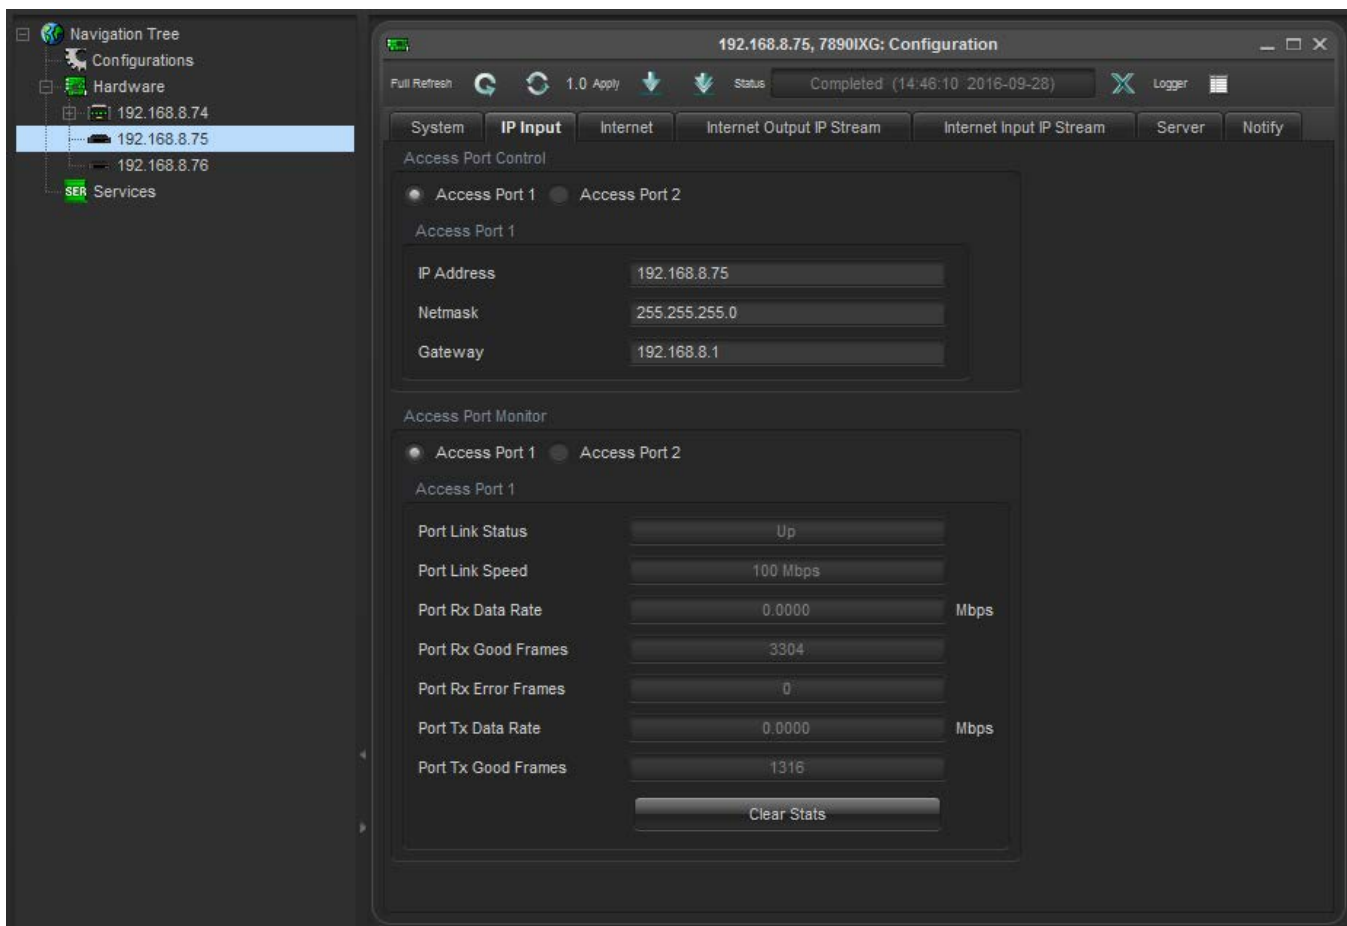 Navigation Tree
Configurations
Hardware
192.168.8.74
192.168.8.75
192.168.8.76
SER Services
192.168.8.75, 7890IXG: Configuration
Full Refresh 1.0 Apply Status Completed (14:46:10 2016-09-28) Logger
System IP Input Internet Internet Output IP Stream Internet Input IP Stream Server Notify
Access Port Control
Access Port 1 Access Port 2
Access Port 1
IP Address 192.168.8.75
Netmask 255.255.255.0
Gateway 192.168.8.1
Access Port Monitor
Access Port 1 Access Port 2
Access Port 1
Port Link Status Up
Port Link Speed 100 Mbps
Port Rx Data Rate 0.0000 Mbps
Port Rx Good Frames 3304
Port Rx Error Frames 0
Port Tx Data Rate 0.0000 Mbps
Port Tx Good Frames 1316
Clear Stats